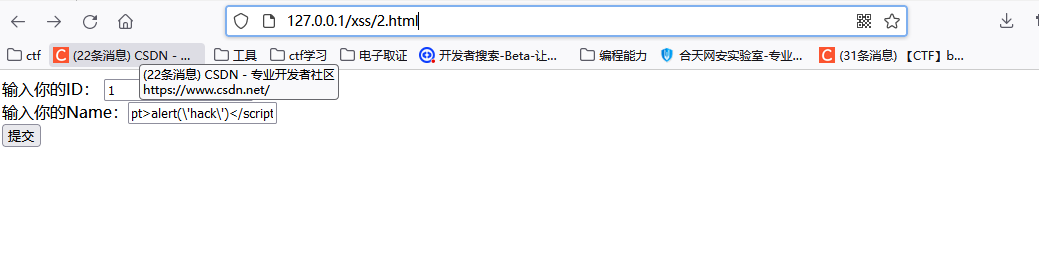 127.0.0.1/xss/2.html
ctf (22条消息) CSDN - ... 工具 ctf学习 电子取证 开发者搜索-Beta-让... 编程能力 合天网安实验室-专业... (31条消息) 【CTF】b...
(22条消息) CSDN - 专业开发者社区
https://www.csdn.net/
输入你的ID： 1
输入你的Name： pt>alert(\'hack\')</script
提交